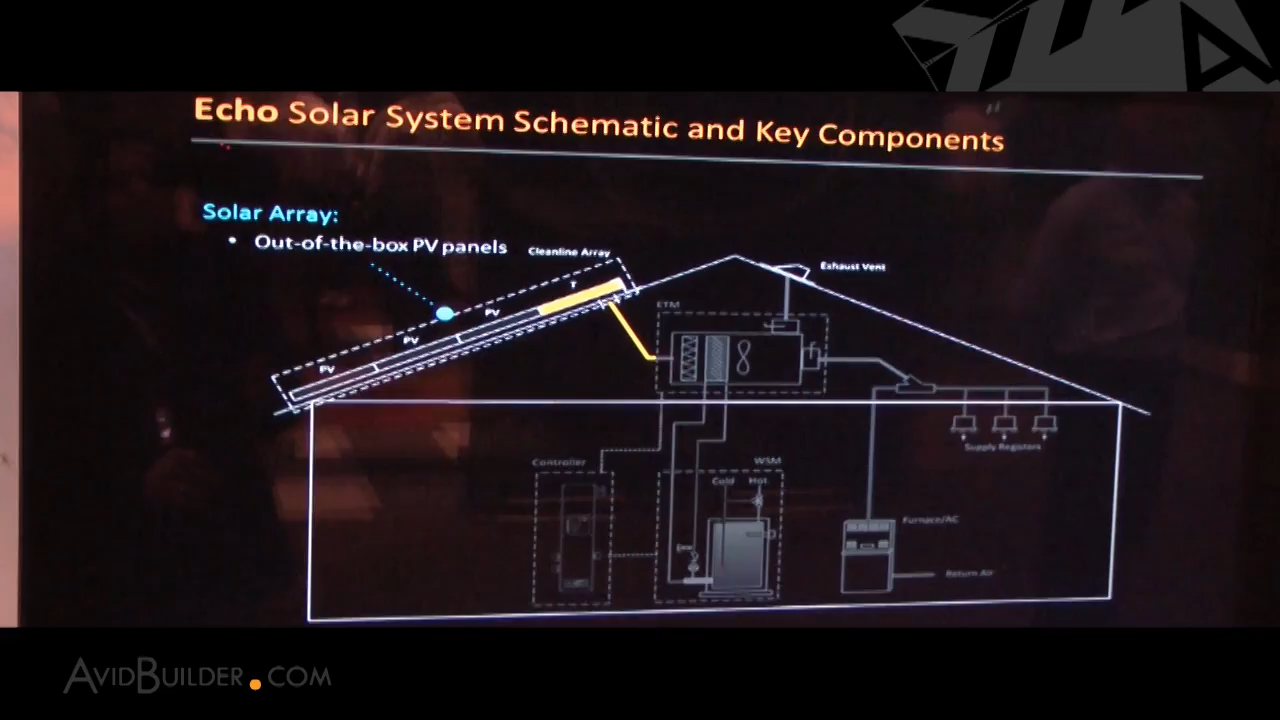 Echo Solar System Schematic and Key Components
Solar Array:
• Out-of-the-box PV panels
Cleanline Array
Exhaust Vent
T
PV
PV
PV
ETM
Supply Registers
Controller
WSM
Cold Hot
Furnace/AC
Return Air
AVIDBUILDER.COM